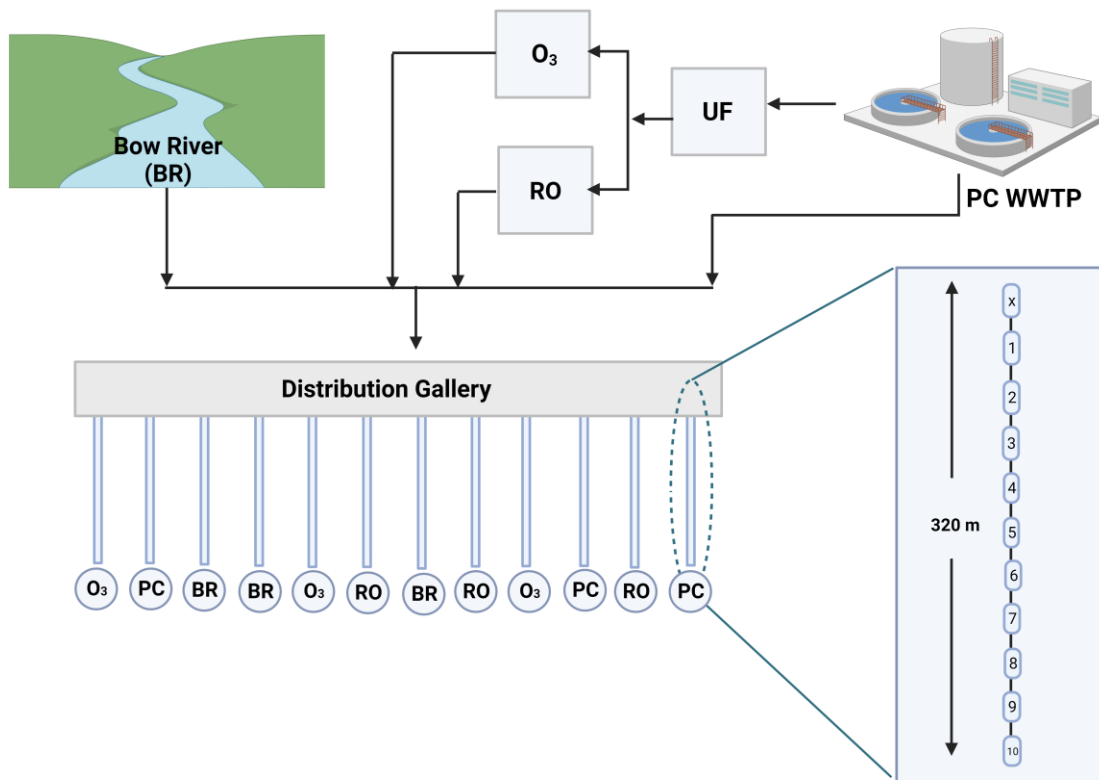 O₃
UF
RO
Bow River
(BR)
PC WWTP
Distribution Gallery
O₃ PC BR BR O₃ RO BR RO O₃ PC RO PC
320 m
x
1
2
3
4
5
6
7
8
9
10